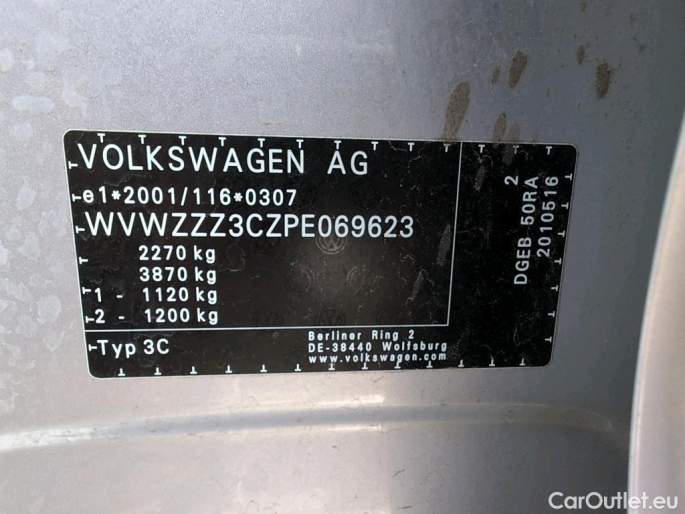 VOLKSWAGEN AG
e1*2001/116*0307
WVWZZZ3CZPE069623
2270 kg
3870 kg
1 - 1120 kg
2 - 1200 kg
Typ 3C
Berliner Ring 2
DE-38440 Wolfsburg
www.volkswagen.com
2
DGEB 50RA
2010516
CarOutlet.eu